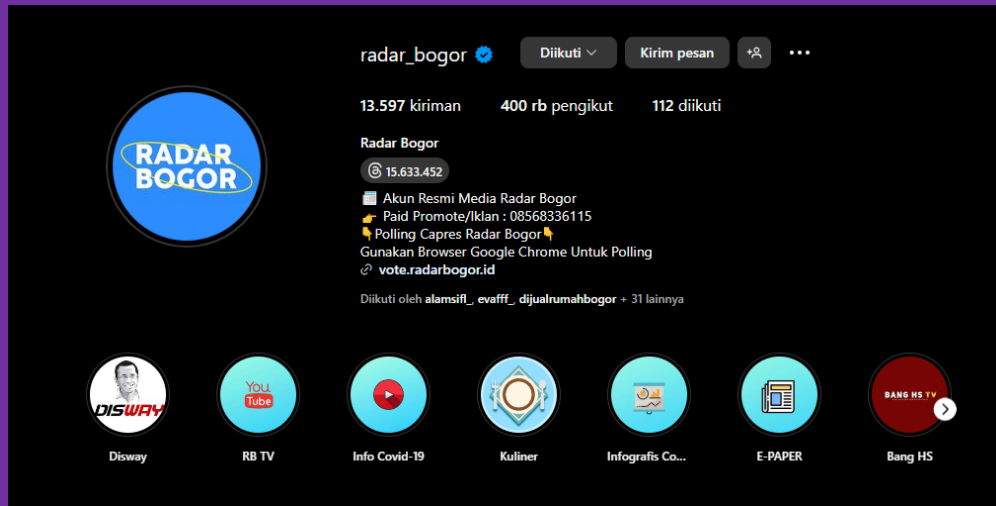 radar_bogor Diikuti Kirim pesan
13.597 kiriman 400 rb pengikut 112 diikuti
RADAR
BOGOR
Radar Bogor
15.633.452
Akun Resmi Media Radar Bogor
Paid Promote/Iklan : 08568336115
Polling Capres Radar Bogor
Gunakan Browser Google Chrome Untuk Polling
vote.radarbogor.id
Diikuti oleh alamsifl_, evafff_, dijualrumahbogor + 31 lainnya
DISWAY
You
Tube
BANG HS TV
Disway RB TV Info Covid-19 Kuliner Infografis Co... E-PAPER Bang HS